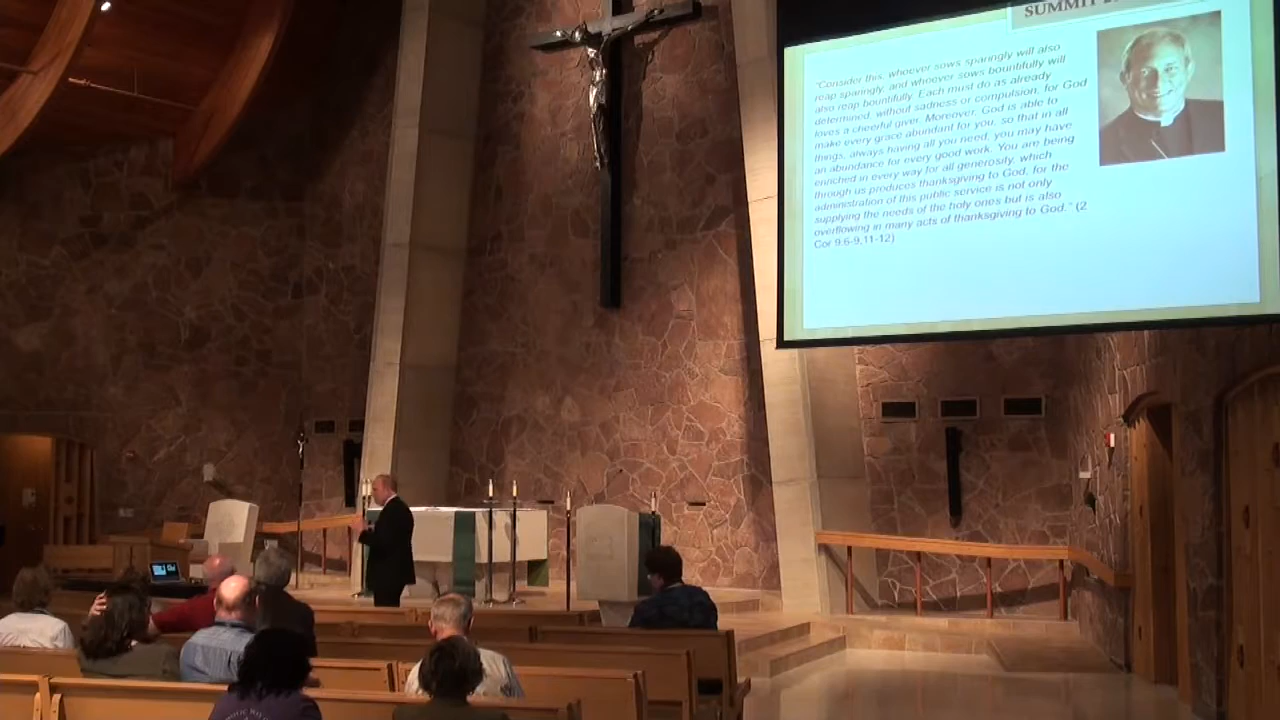 SUMMIT
"Consider this: whoever sows sparingly will also
reap sparingly, and whoever sows bountifully will
also reap bountifully. Each must do as already
determined, without sadness or compulsion, for God
loves a cheerful giver. Moreover, God is able to
make every grace abundant for you, so that in all
things, always having all you need, you may have
an abundance for every good work. You are being
enriched in every way for all generosity, which
through us produces thanksgiving to God, for the
administration of this public service is not only
supplying the needs of the holy ones but is also
overflowing in many acts of thanksgiving to God." (2
Cor 9:6-9,11-12)